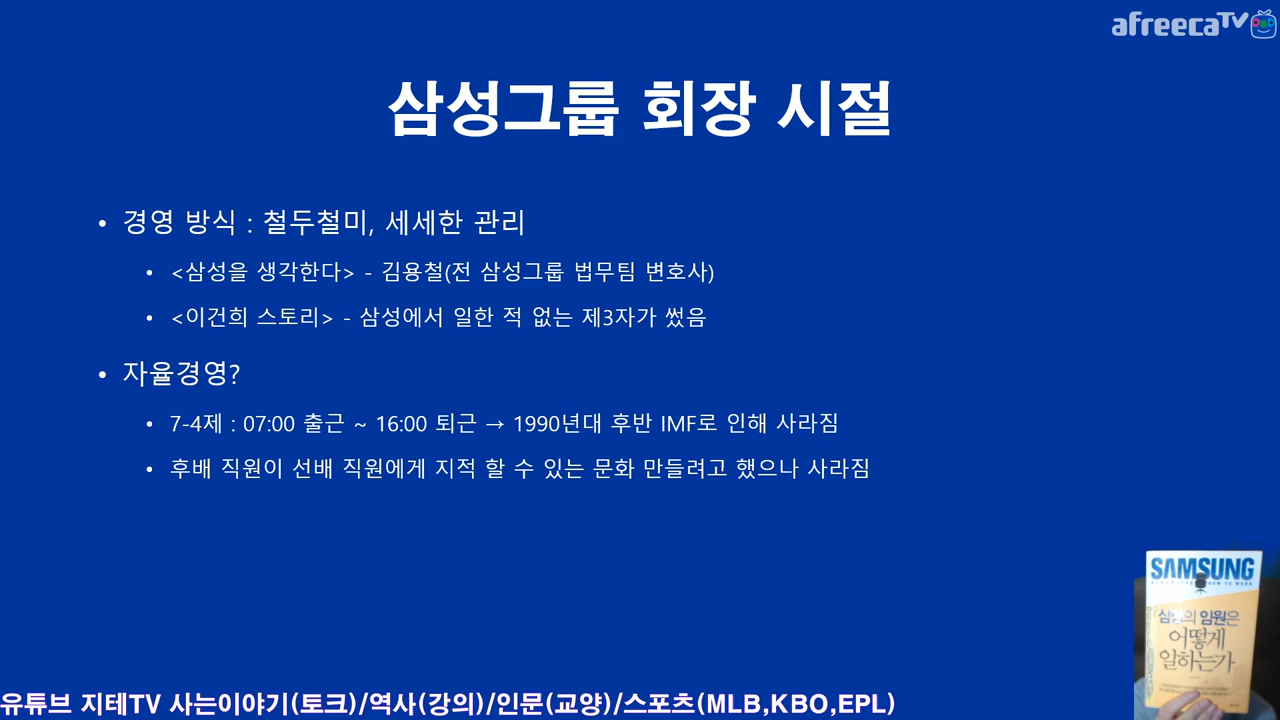 afreecaTV
삼성그룹 회장 시절
• 경영 방식 : 철두철미, 세세한 관리
• <삼성을 생각한다> - 김용철(전 삼성그룹 법무팀 변호사)
• <이건희 스토리> - 삼성에서 일한 적 없는 제3자가 썼음
• 자율경영?
• 7-4제 : 07:00 출근 ~ 16:00 퇴근 → 1990년대 후반 IMF로 인해 사라짐
• 후배 직원이 선배 직원에게 지적 할 수 있는 문화 만들려고 했으나 사라짐
SAMSUNG
HOW TO WORK
삼성의 임원은
어떻게
일하는가
유튜브 지테TV 사는이야기(토크)/역사(강의)/인문(교양)/스포츠(MLB,KBO,EPL)